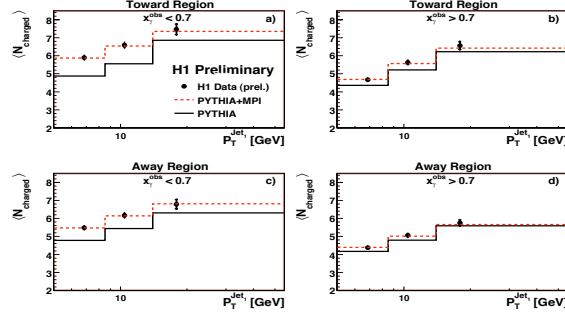 Toward Region
x_γ^obs < 0.7
a)
⟨N_charged⟩
8
7
6
5
4
3
2
H1 Preliminary
H1 Data (prel.)
PYTHIA+MPI
PYTHIA
10
P_T^Jet_1 [GeV]
Toward Region
x_γ^obs > 0.7
b)
⟨N_charged⟩
8
7
6
5
4
3
2
10
P_T^Jet_1 [GeV]
Away Region
x_γ^obs < 0.7
c)
⟨N_charged⟩
8
7
6
5
4
3
2
10
P_T^Jet_1 [GeV]
Away Region
x_γ^obs > 0.7
d)
⟨N_charged⟩
8
7
6
5
4
3
2
10
P_T^Jet_1 [GeV]